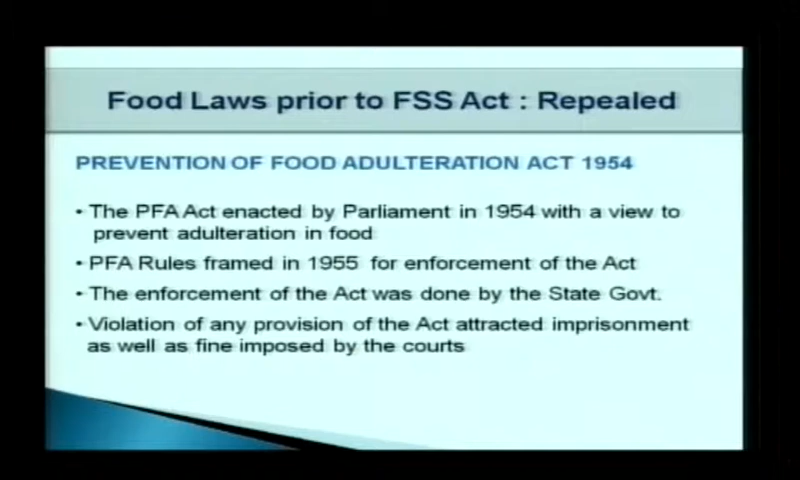 Food Laws prior to FSS Act : Repealed
PREVENTION OF FOOD ADULTERATION ACT 1954
• The PFA Act enacted by Parliament in 1954 with a view to
prevent adulteration in food
• PFA Rules framed in 1955 for enforcement of the Act
• The enforcement of the Act was done by the State Govt.
• Violation of any provision of the Act attracted imprisonment
as well as fine imposed by the courts